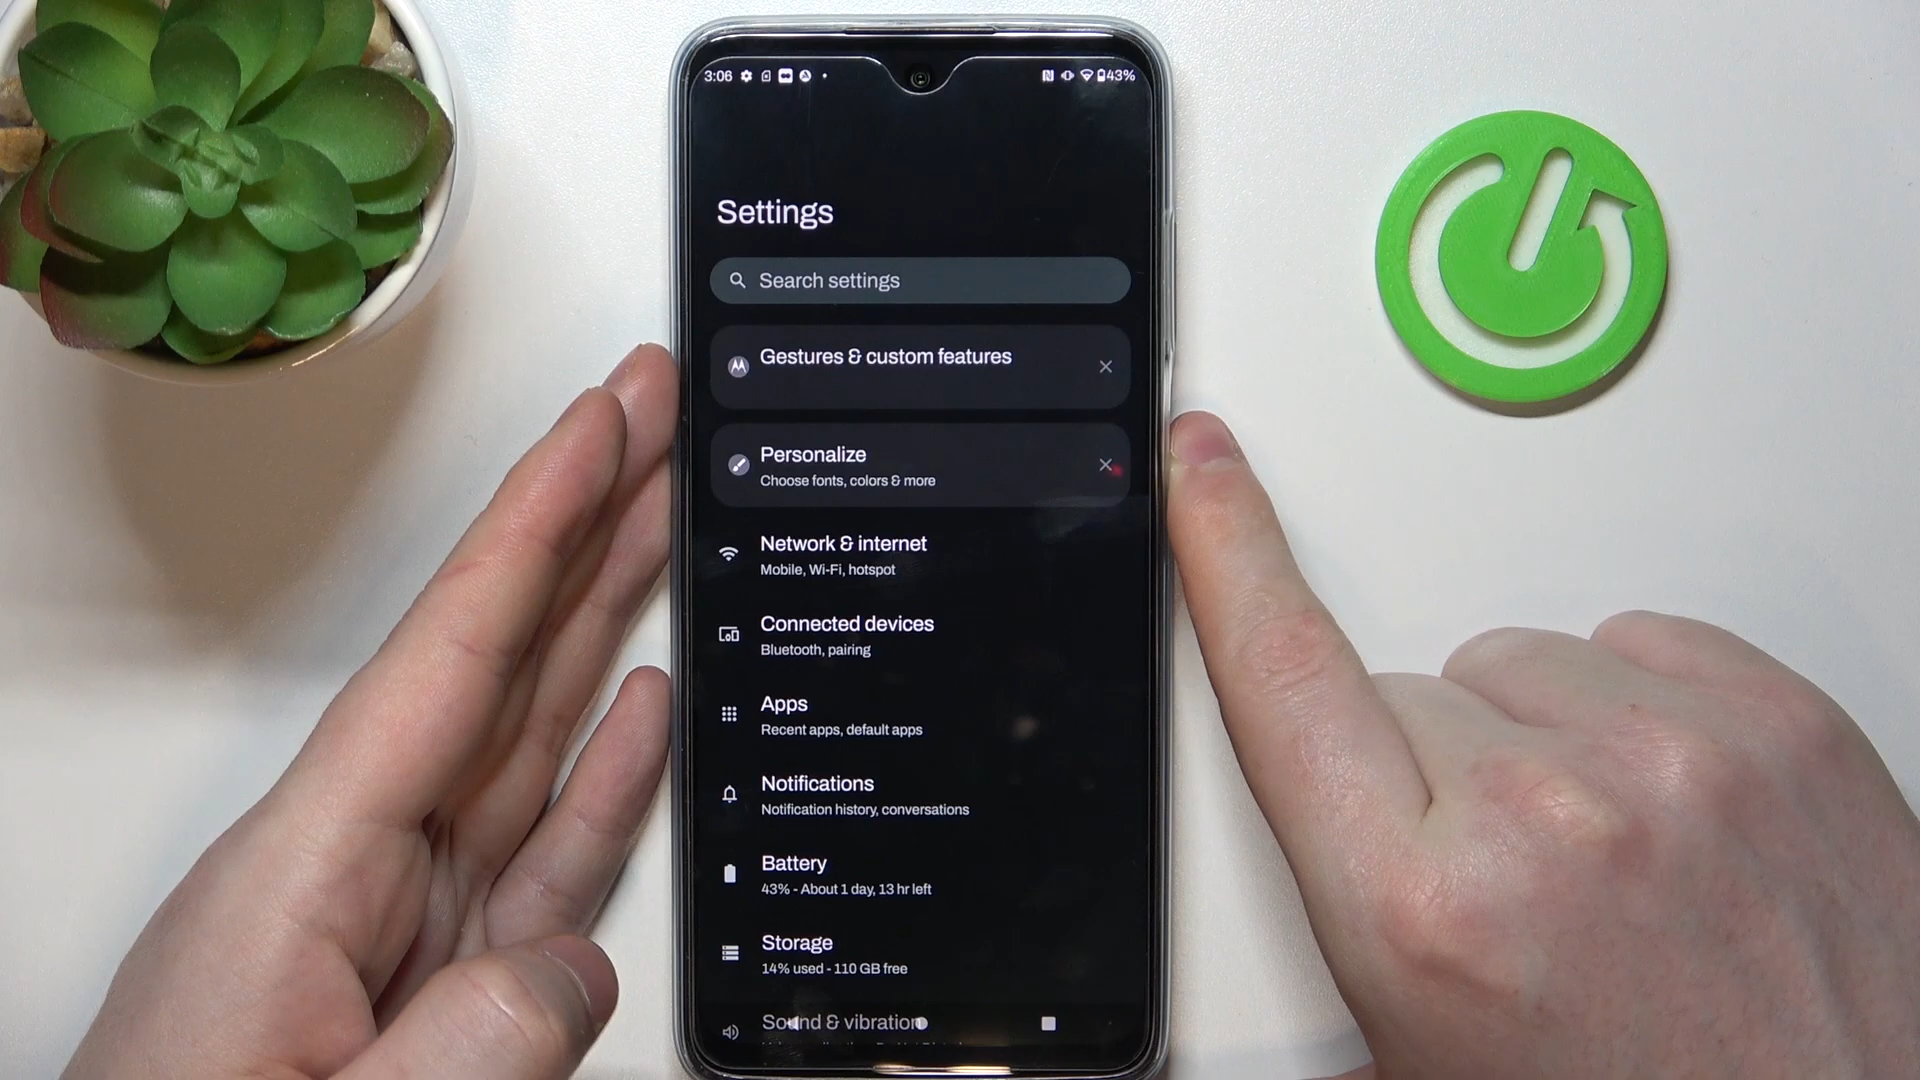 3:06 43%
Settings
Search settings
Gestures & custom features
Personalize
Choose fonts, colors & more
Network & internet
Mobile, Wi-Fi, hotspot
Connected devices
Bluetooth, pairing
Apps
Recent apps, default apps
Notifications
Notification history, conversations
Battery
43% - About 1 day, 13 hr left
Storage
14% used - 110 GB free
Sound & vibration